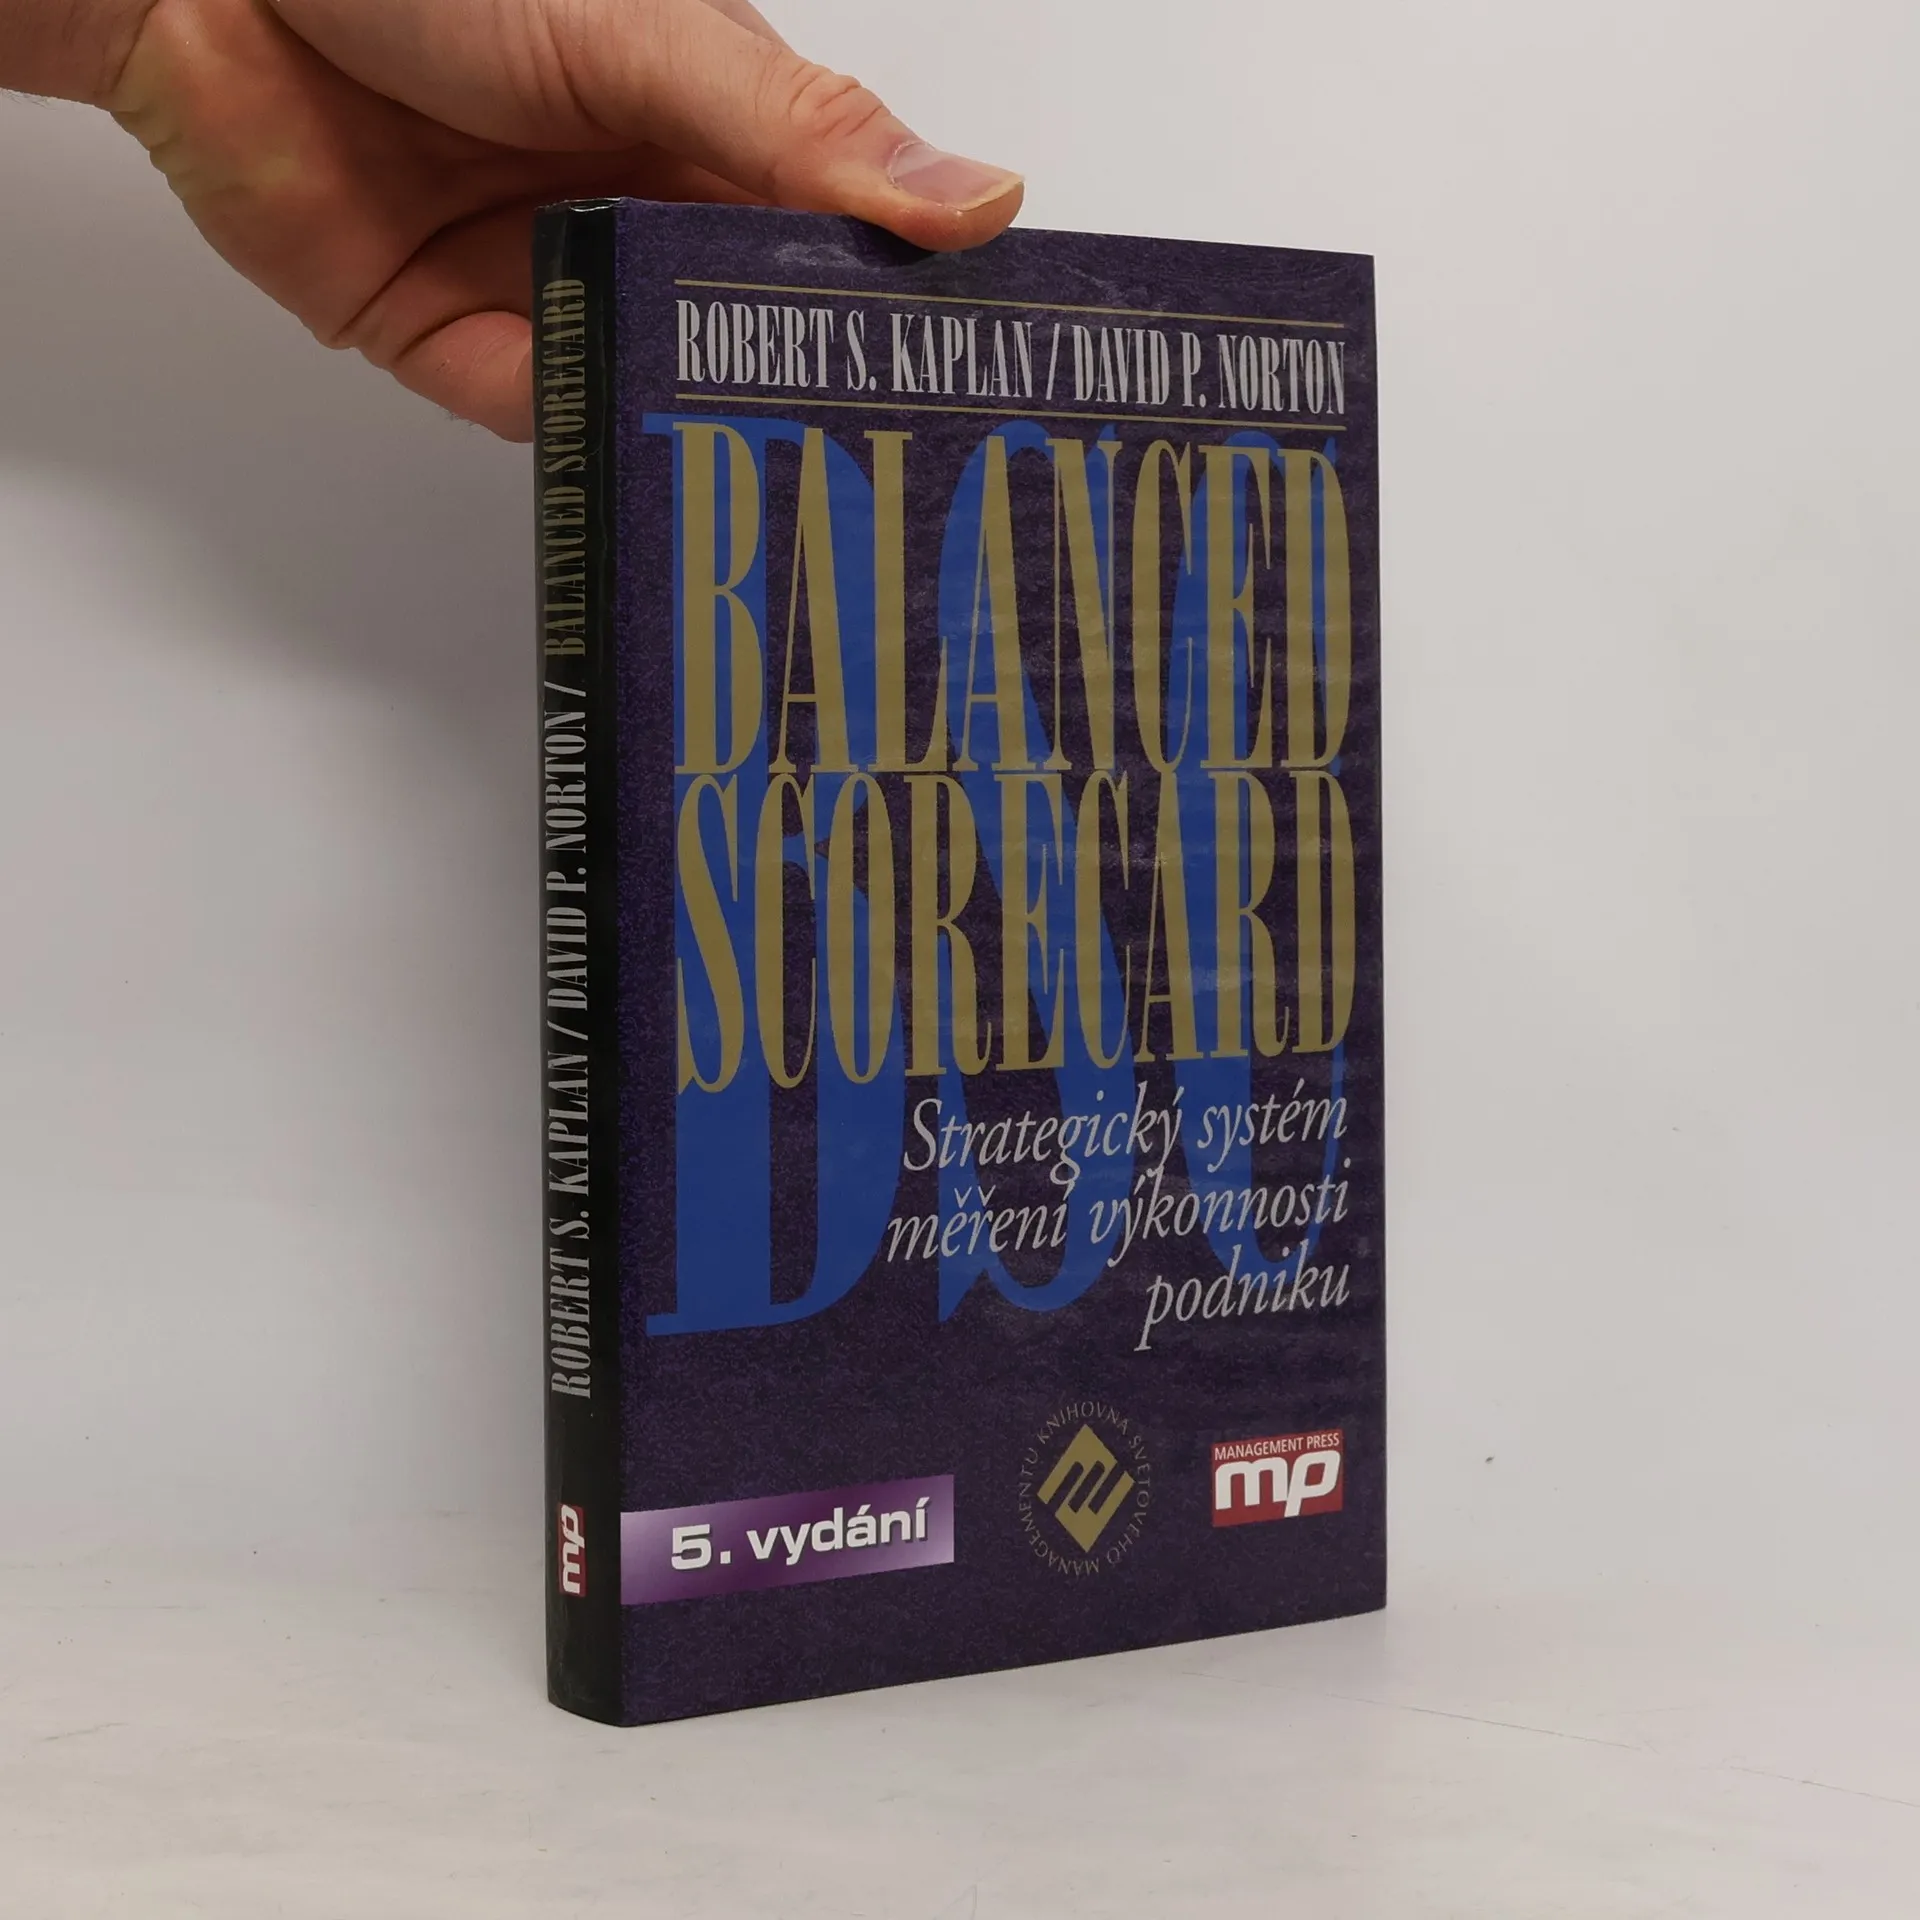 ROBERT S. KAPLAN / DAVID P. NORTON / BALANCED SCORECARD
mp
ROBERT S. KAPLAN / DAVID P. NORTON
BSC
BALANCED
SCORECARD
Strategický systém
měření výkonnosti
podniku
5. vydání
KNIHOVNA SVĚTOVÉHO MANAGEMENTU
MANAGEMENT PRESS
mp